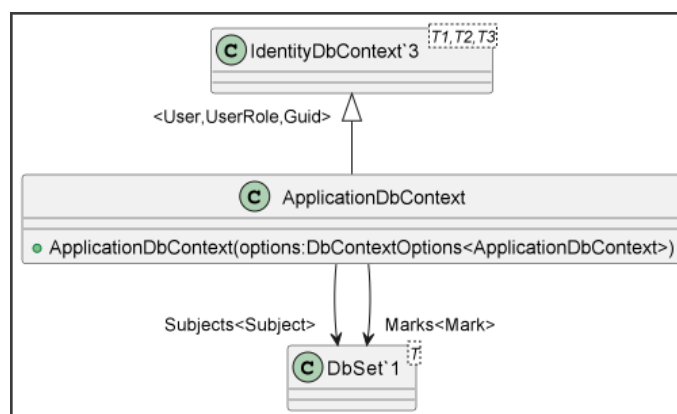 C IdentityDbContext`3 T1,T2,T3
<User,UserRole,Guid>
C ApplicationDbContext
ApplicationDbContext(options:DbContextOptions<ApplicationDbContext>)
Subjects<Subject> Marks<Mark>
C DbSet`1 T